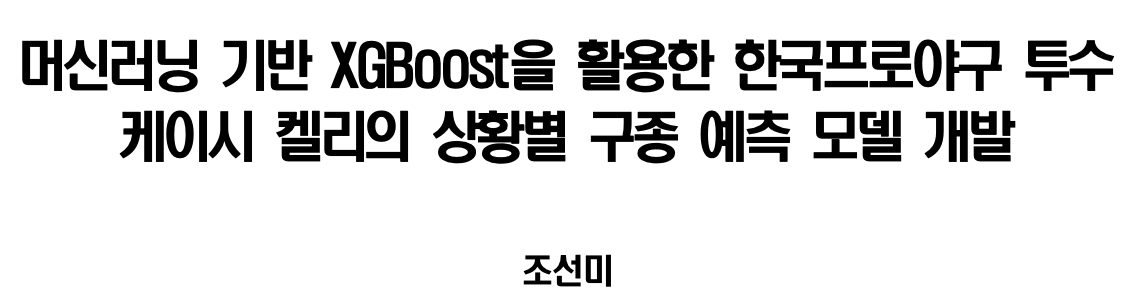 머신러닝 기반 XGBoost을 활용한 한국프로야구 투수
케이시 켈리의 상황별 구종 예측 모델 개발
조선미